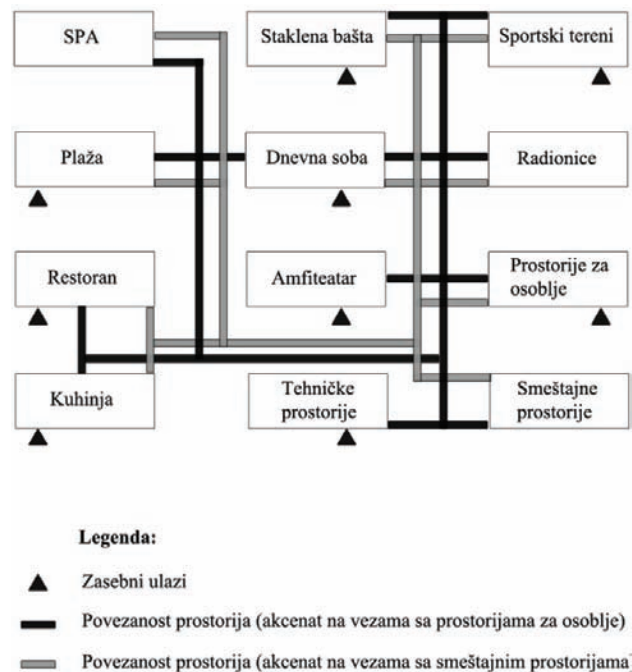 SPA
Staklena bašta
Sportski tereni
Plaža
Dnevna soba
Radionice
Restoran
Amfiteatar
Prostorije za
osoblje
Kuhinja
Tehničke
prostorije
Smeštajne
prostorije
Legenda:
Zasebni ulazi
Povezanost prostorija (akcenat na vezama sa prostorijama za osoblje)
Povezanost prostorija (akcenat na vezama sa smeštajnim prostorijama)